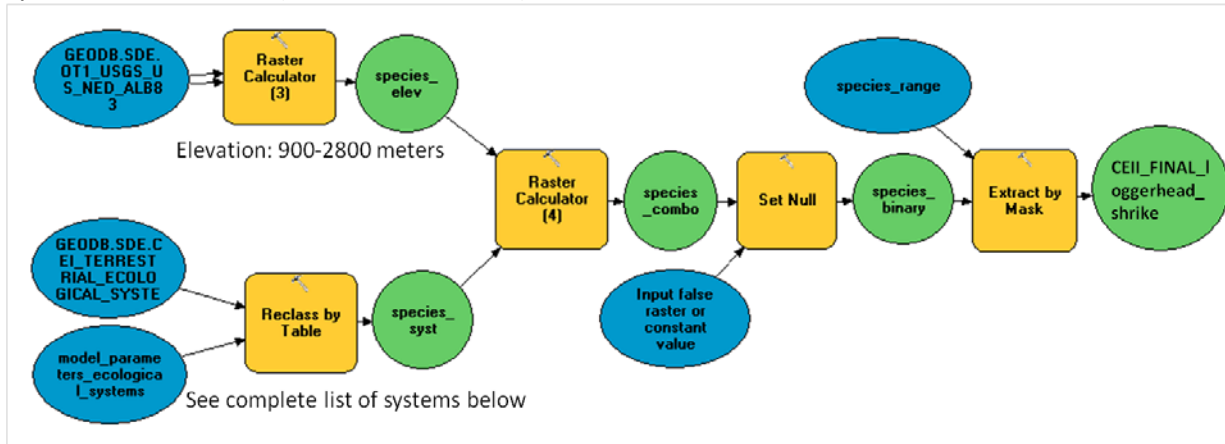 GEODB.SDE.
OT1_USGS_U
S_NED_ALB8
3
Raster
Calculator
(3)
species_
elev
Elevation: 900-2800 meters
species_range
Raster
Calculator
(4)
species
_combo
Set Null
species_
binary
Extract by
Mask
CEII_FINAL_l
oggerhead_
shrike
GEODB.SDE.C
EI_TERREST
RIAL_ECOLO
GICAL_SYSTE
Reclass by
Table
species_
syst
Input false
raster or
constant
value
model_parame
ters_ecologica
l_systems
See complete list of systems below